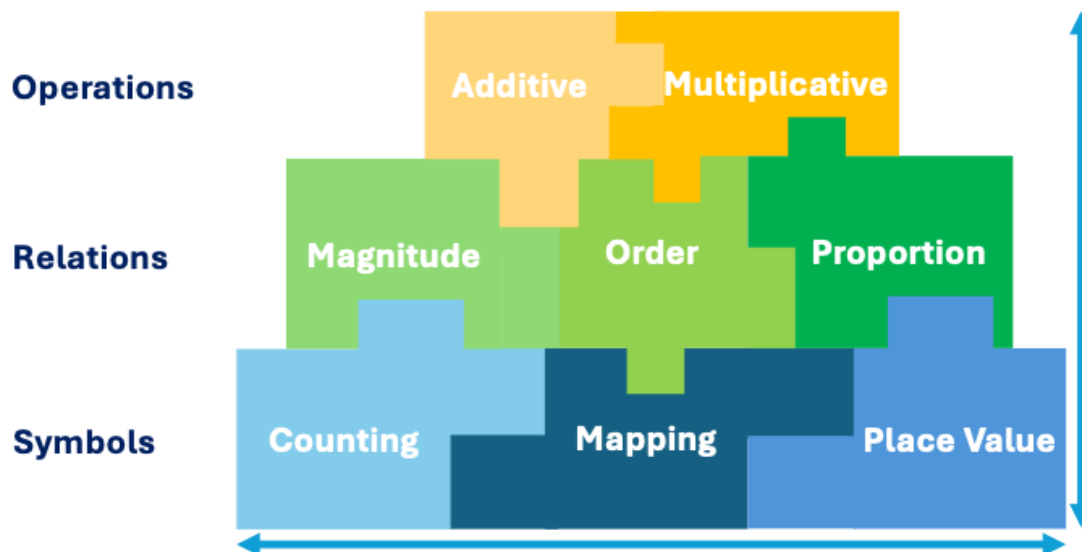 Operations
Additive
Multiplicative
Relations
Magnitude
Order
Proportion
Symbols
Counting
Mapping
Place Value